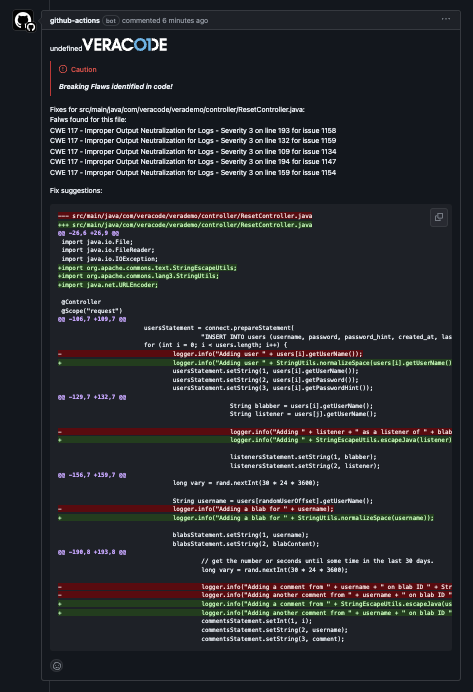 github-actions bot commented 6 minutes ago ...
undefined VERACODE
Caution
Breaking Flaws identified in code!
Fixes for src/main/java/com/veracode/verademo/controller/ResetController.java:
Falws found for this file:
CWE 117 - Improper Output Neutralization for Logs - Severity 3 on line 193 for issue 1158
CWE 117 - Improper Output Neutralization for Logs - Severity 3 on line 132 for issue 1159
CWE 117 - Improper Output Neutralization for Logs - Severity 3 on line 109 for issue 1134
CWE 117 - Improper Output Neutralization for Logs - Severity 3 on line 194 for issue 1147
CWE 117 - Improper Output Neutralization for Logs - Severity 3 on line 159 for issue 1154
Fix suggestions:
--- src/main/java/com/veracode/verademo/controller/ResetController.java
+++ src/main/java/com/veracode/verademo/controller/ResetController.java
@@ -26,6 +26,9 @@
import java.io.File;
import java.io.FileReader;
import java.io.IOException;
+import org.apache.commons.text.StringEscapeUtils;
+import org.apache.commons.lang3.StringUtils;
+import java.net.URLEncoder;
@Controller
@Scope("request")
@@ -106,7 +109,7 @@
usersStatement = connect.prepareStatement(
"INSERT INTO users (username, password, password_hint, created_at, las
for (int i = 0; i < users.length; i++) {
- logger.info("Adding user " + users[i].getUserName());
+ logger.info("Adding user " + StringUtils.normalizeSpace(users[i].getUserName()
usersStatement.setString(1, users[i].getUserName());
usersStatement.setString(2, users[i].getPassword());
usersStatement.setString(3, users[i].getPasswordHint());
@@ -129,7 +132,7 @@
String blabber = users[i].getUserName();
String listener = users[j].getUserName();
- logger.info("Adding " + listener + " as a listener of " + blab
+ logger.info("Adding " + StringEscapeUtils.escapeJava(listener)
listenersStatement.setString(1, blabber);
listenersStatement.setString(2, listener);
@@ -156,7 +159,7 @@
long vary = rand.nextInt(30 * 24 * 3600);
String username = users[randomUserOffset].getUserName();
- logger.info("Adding a blab for " + username);
+ logger.info("Adding a blab for " + StringUtils.normalizeSpace(username));
blabsStatement.setString(1, username);
blabsStatement.setString(2, blabContent);
@@ -190,8 +193,8 @@
// get the number or seconds until some time in the last 30 days.
long vary = rand.nextInt(30 * 24 * 3600);
- logger.info("Adding a comment from " + username + " on blab ID " + Str
- logger.info("Adding another comment from " + username + " on blab ID "
+ logger.info("Adding a comment from " + StringEscapeUtils.escapeJava(us
+ logger.info("Adding another comment from " + username + " on blab ID "
commentsStatement.setInt(1, i);
commentsStatement.setString(2, username);
commentsStatement.setString(3, comment);